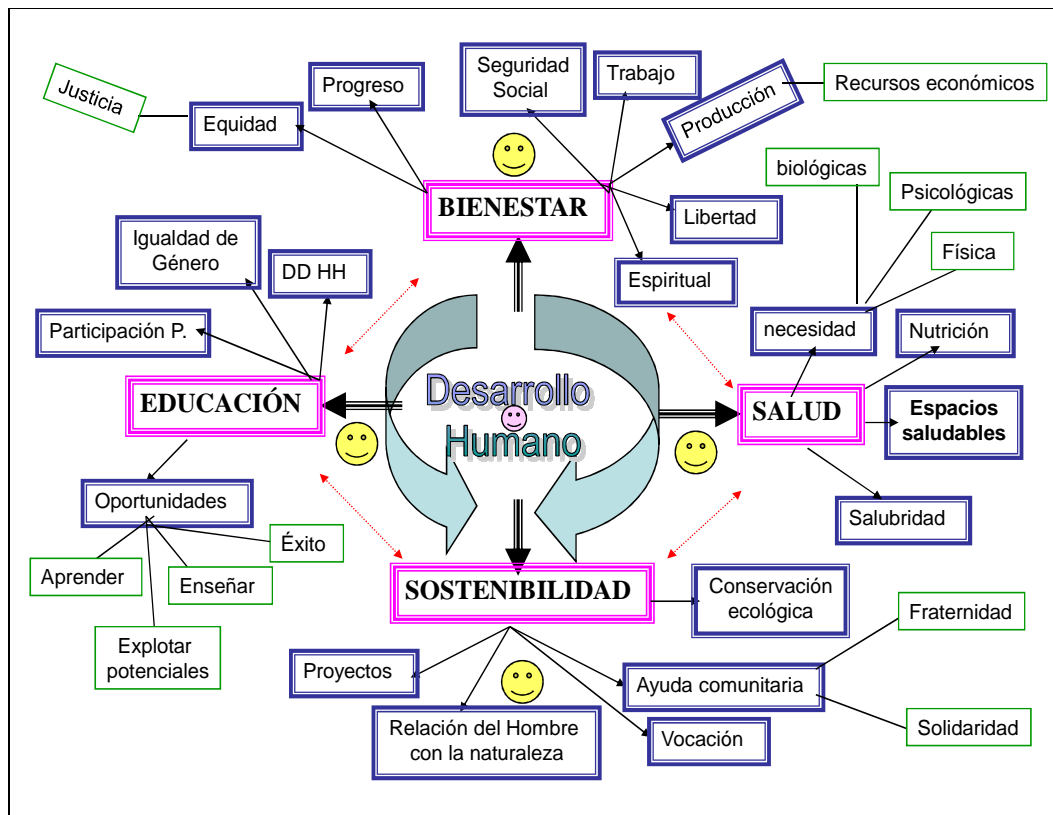 Justicia
Equidad
Progreso
Seguridad
Social
Trabajo
Producción
Recursos económicos
BIENESTAR
Libertad
Espiritual
biológicas
Psicológicas
Física
necesidad
Nutrición
Igualdad de
Género
DD HH
Participación P.
EDUCACIÓN
Desarrollo
Humano
SALUD
Espacios
saludables
Salubridad
Oportunidades
Éxito
Aprender
Enseñar
Explotar
potenciales
SOSTENIBILIDAD
Conservación
ecológica
Fraternidad
Proyectos
Ayuda comunitaria
Relación del Hombre
con la naturaleza
Vocación
Solidaridad